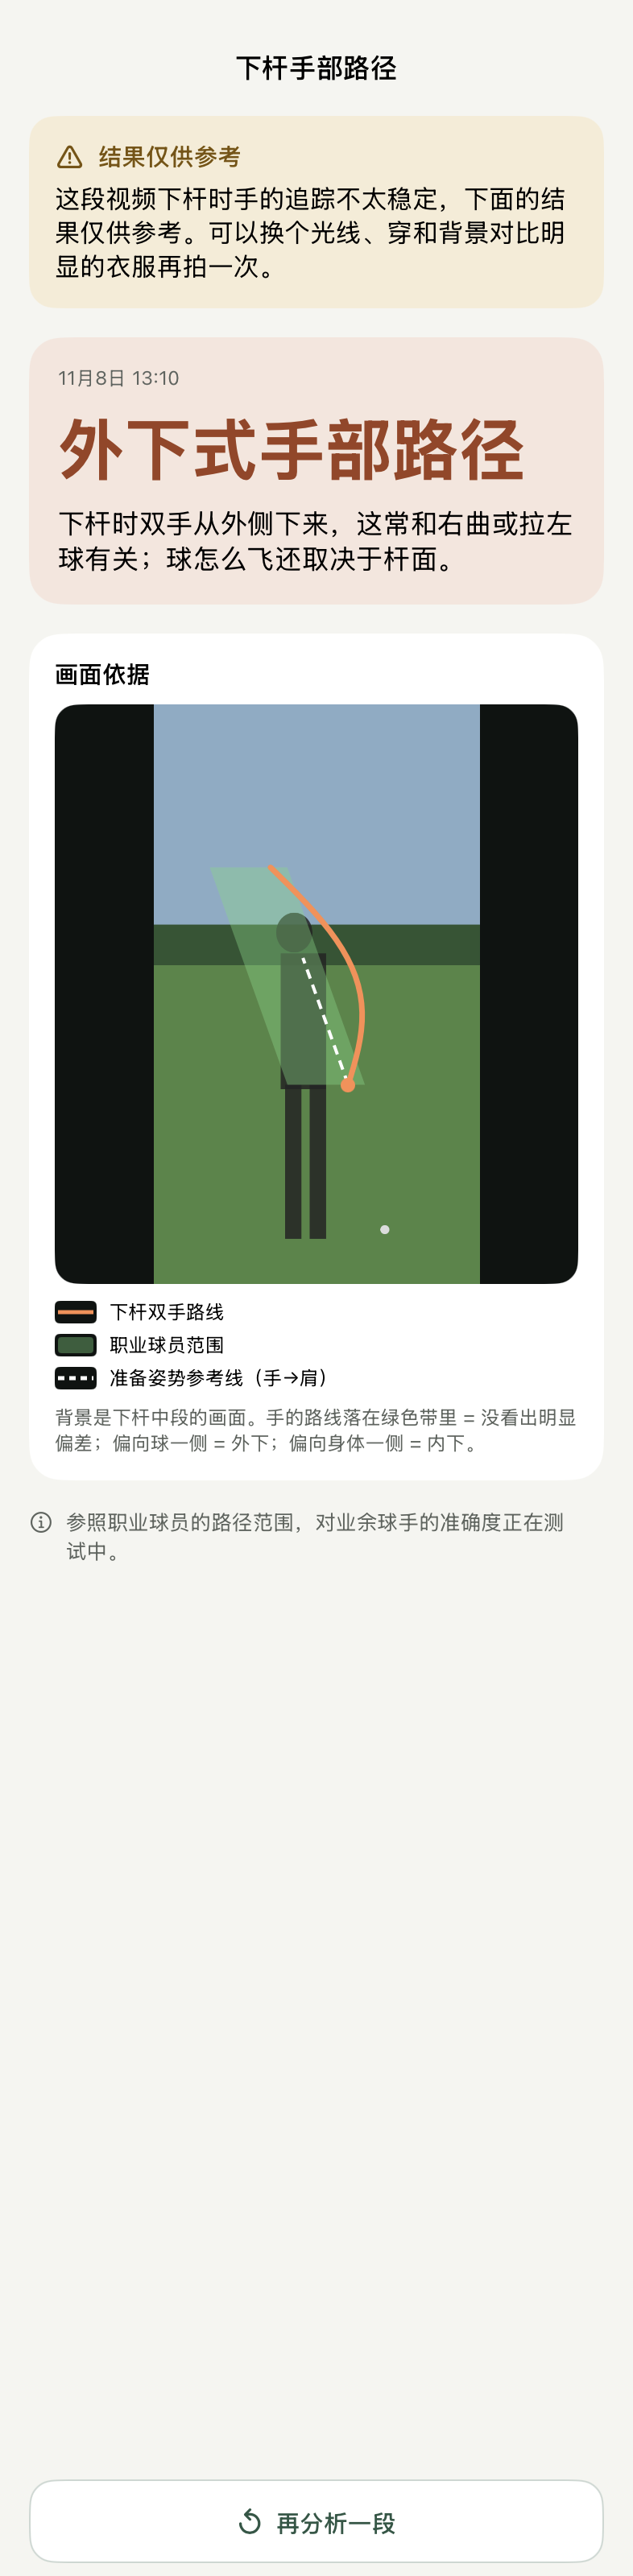 下杆手部路径
结果仅供参考
这段视频下杆时手的追踪不太稳定，下面的结
果仅供参考。可以换个光线、穿和背景对比明
显的衣服再拍一次。
11月8日 13:10
外下式手部路径
下杆时双手从外侧下来，这常和右曲或拉左
球有关；球怎么飞还取决于杆面。
画面依据
下杆双手路线
职业球员范围
准备姿势参考线（手→肩）
背景是下杆中段的画面。手的路线落在绿色带里 = 没看出明显
偏差；偏向球一侧 = 外下；偏向身体一侧 = 内下。
参照职业球员的路径范围，对业余球手的准确度正在测
试中。
再分析一段